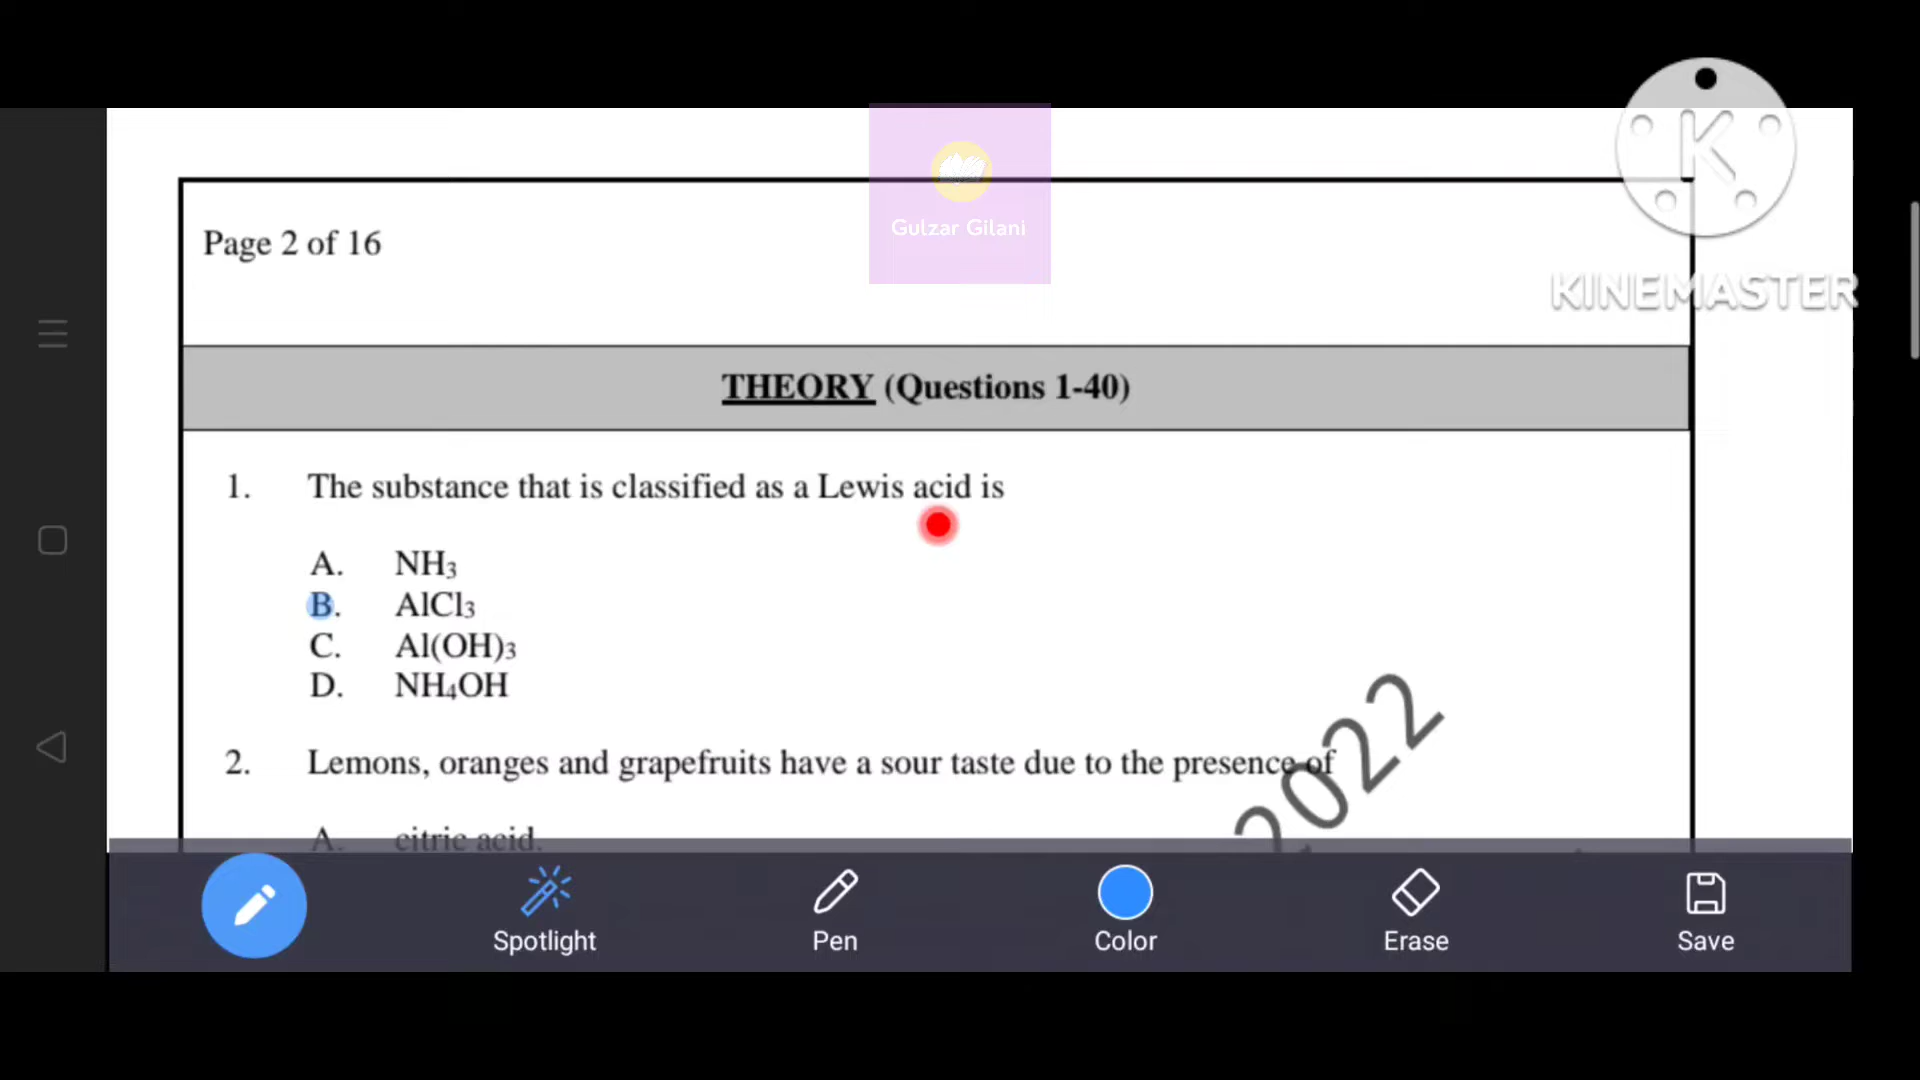 Gulzar Gilani
KINEMASTER
Page 2 of 16
THEORY (Questions 1-40)
1. The substance that is classified as a Lewis acid is
A. NH₃
B. AlCl₃
C. Al(OH)₃
D. NH₄OH
2. Lemons, oranges and grapefruits have a sour taste due to the presence of
A. citric acid.
2022
Spotlight Pen Color Erase Save